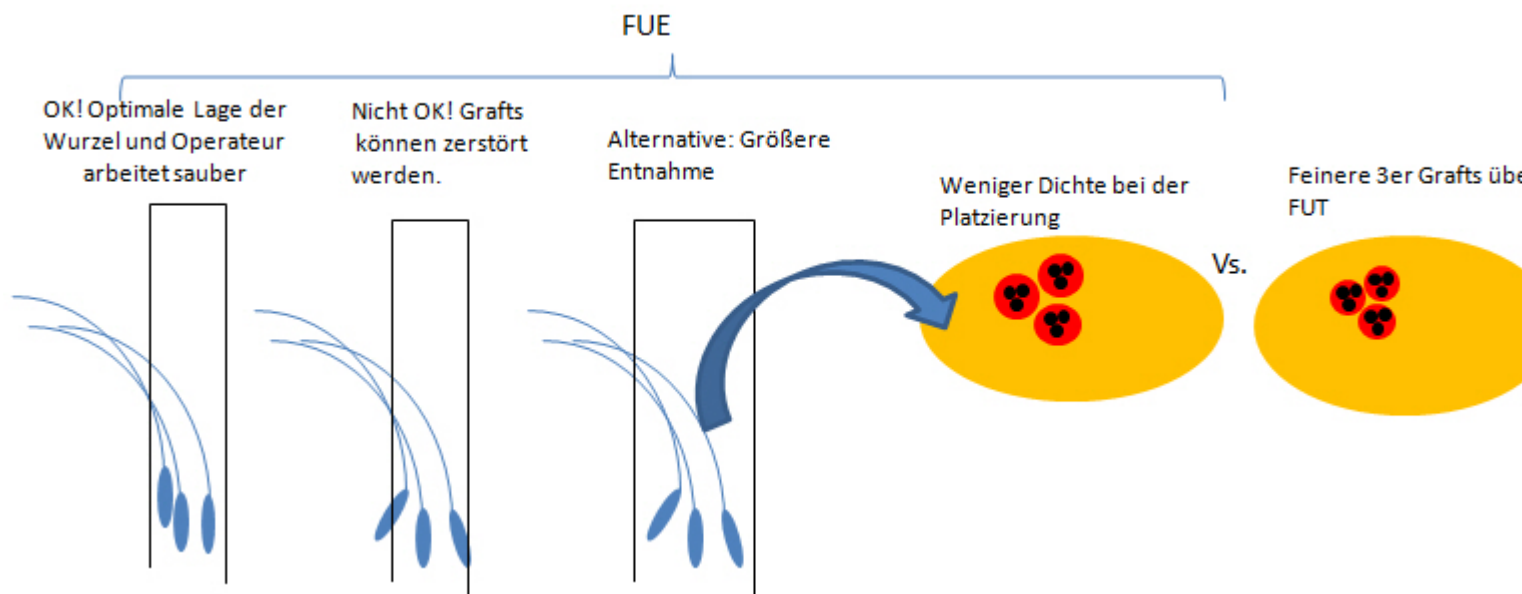 FUE
OK! Optimale Lage der
Wurzel und Operateur
arbeitet sauber
Nicht OK! Grafts
können zerstört
werden.
Alternative: Größere
Entnahme
Weniger Dichte bei der
Platzierung
Vs.
Feinere 3er Grafts übe
FUT